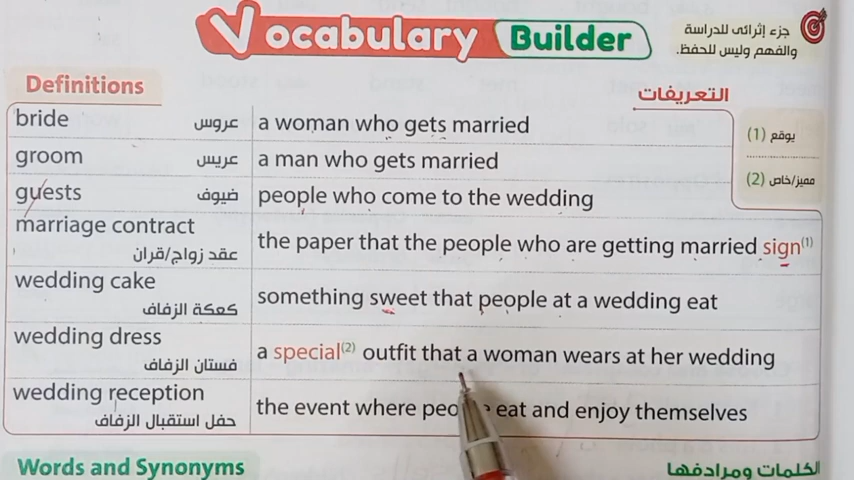 Vocabulary Builder
جزء إثرائى للدراسة
والفهم وليس للحفظ.
Definitions
التعريفات
bride عروس a woman who gets married
يوقع (1)
groom عريس a man who gets married
مميز/خاص (2)
guests ضيوف people who come to the wedding
marriage contract
عقد زواج/قران
the paper that the people who are getting married sign(1)
wedding cake
كعكة الزفاف
something sweet that people at a wedding eat
wedding dress
فستان الزفاف
a special(2) outfit that a woman wears at her wedding
wedding reception
حفل استقبال الزفاف
the event where eat and enjoy themselves
Words and Synonyms
الكلمات ومرادفها